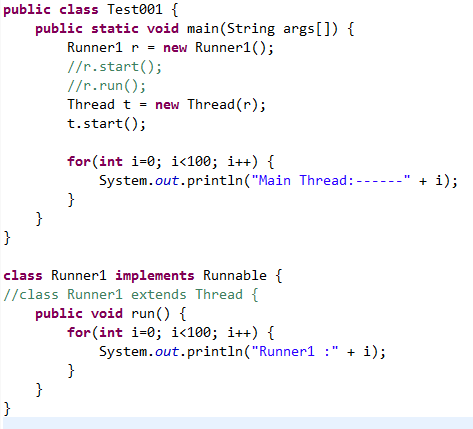 public class Test001 {
    public static void main(String args[]) {
        Runner1 r = new Runner1();
        //r.start();
        //r.run();
        Thread t = new Thread(r);
        t.start();

        for(int i=0; i<100; i++) {
            System.out.println("Main Thread:------" + i);
        }
    }
}

class Runner1 implements Runnable {
//class Runner1 extends Thread {
    public void run() {
        for(int i=0; i<100; i++) {
            System.out.println("Runner1 :" + i);
        }
    }
}